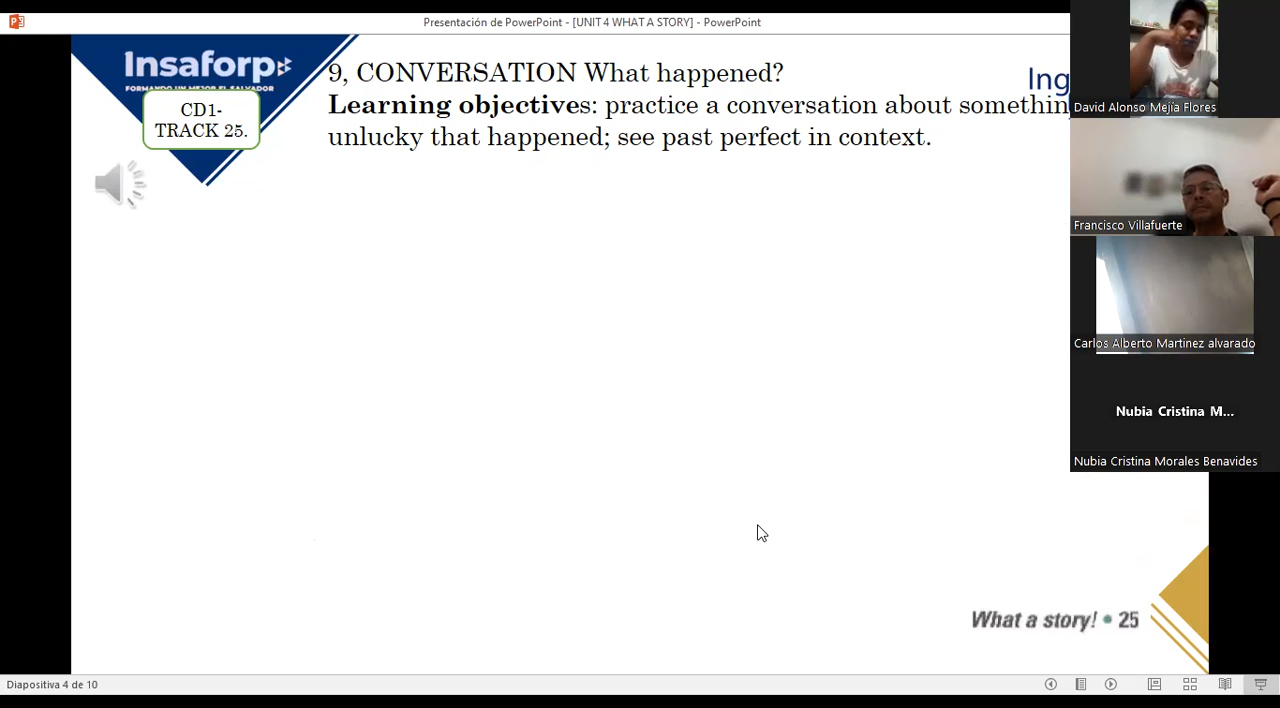 Presentación de PowerPoint - [UNIT 4 WHAT A STORY] - PowerPoint
Insaforp
FORMANDO UN MEJOR EL SALVADOR
CD1-
TRACK 25.
9, CONVERSATION What happened?
Learning objectives: practice a conversation about somethin
unlucky that happened; see past perfect in context.
Ing
David Alonso Mejía Flores
Francisco Villafuerte
Carlos Alberto Martinez alvarado
Nubia Cristina M...
Nubia Cristina Morales Benavides
What a story! • 25
Diapositiva 4 de 10